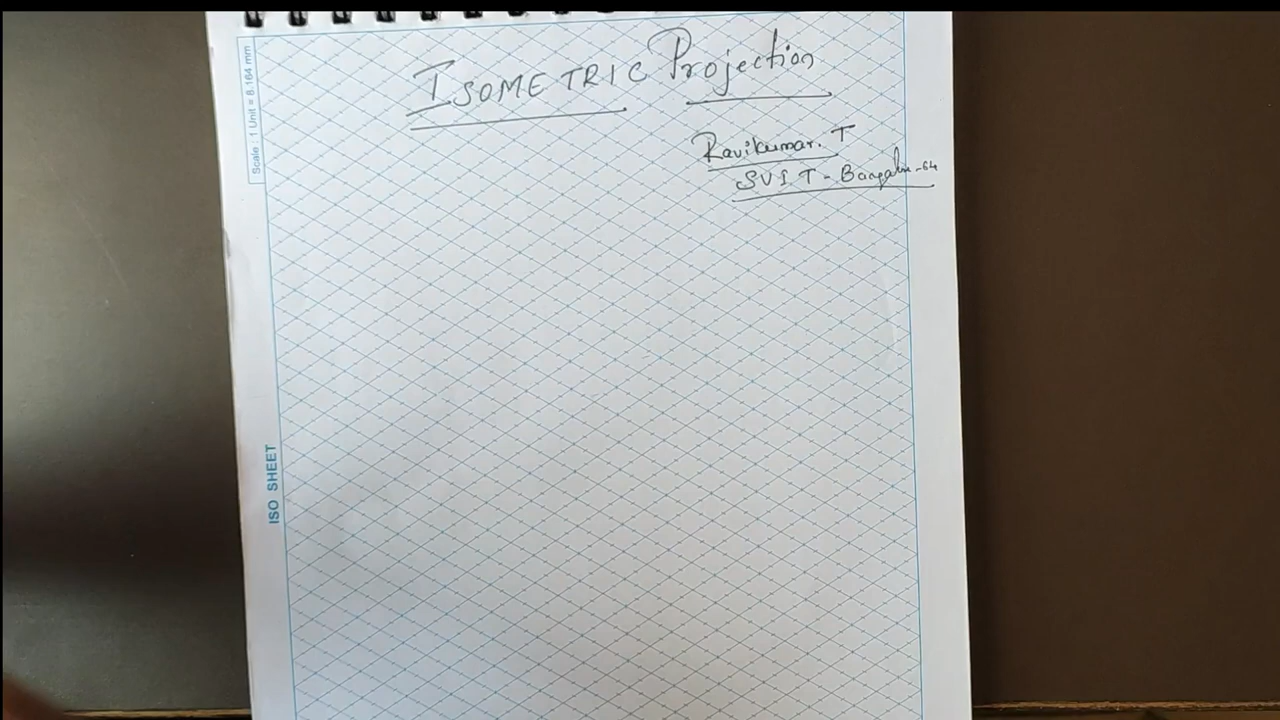 ISOMETRIC Projection
Ravikumar. T
SVIT - Bangalore-64
Scale : 1 Unit = 8.164 mm
ISO SHEET